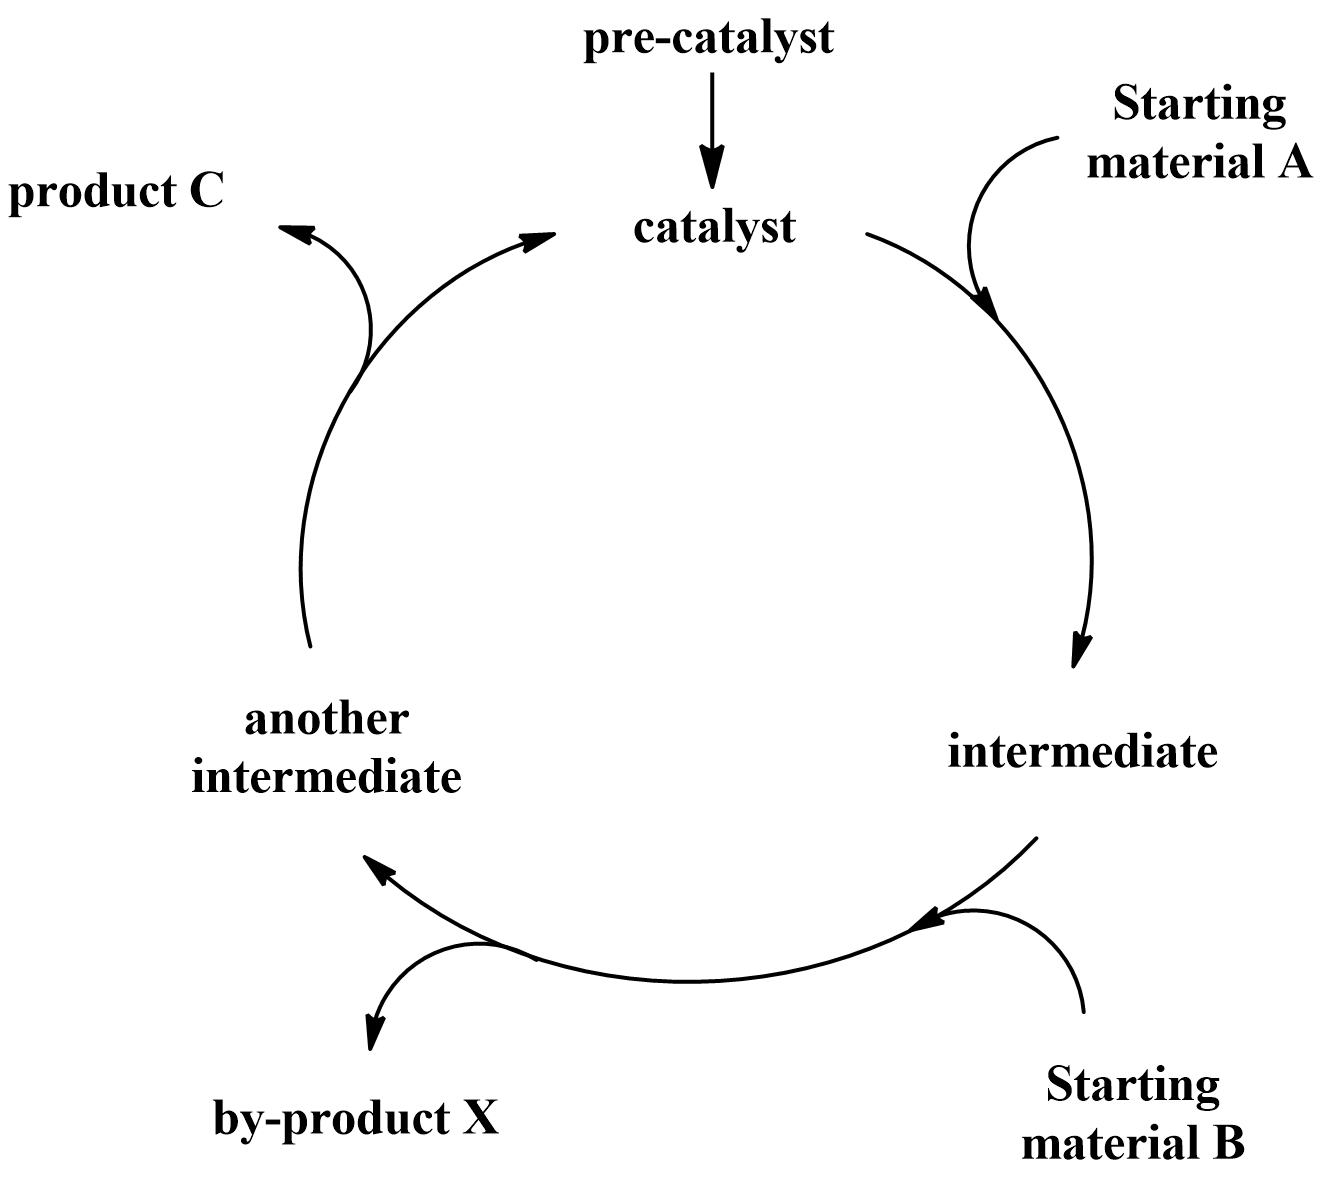 pre-catalyst
Starting
material A
product C
catalyst
another
intermediate
intermediate
by-product X
Starting
material B